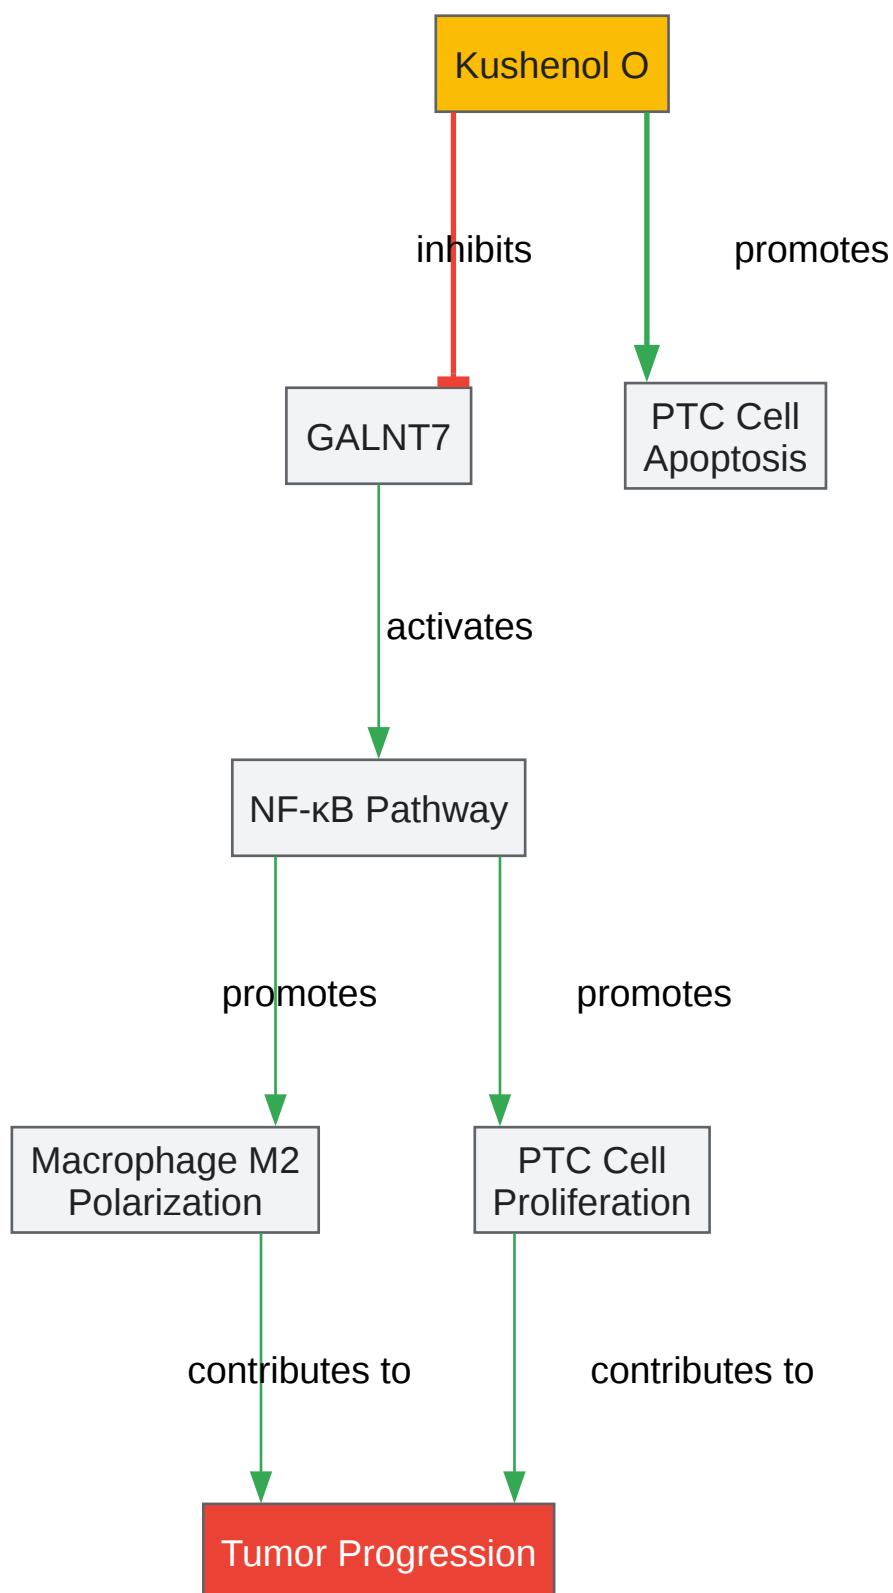 Kushenol O
inhibits
promotes
GALNT7
PTC Cell
Apoptosis
activates
NF-κB Pathway
promotes
promotes
Macrophage M2
Polarization
PTC Cell
Proliferation
contributes to
contributes to
Tumor Progression